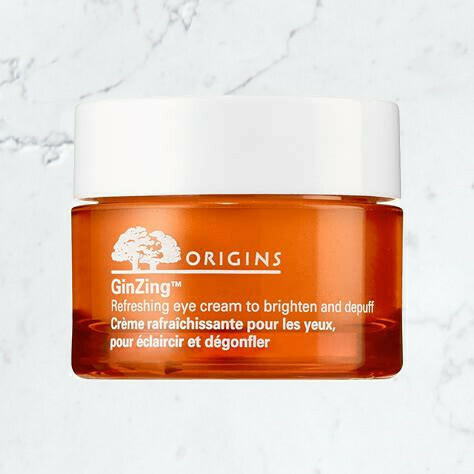 ORIGINS
GinZing™
Refreshing eye cream to brighten and depuff
Crème rafraîchissante pour les yeux,
pour éclaircir et dégonfler